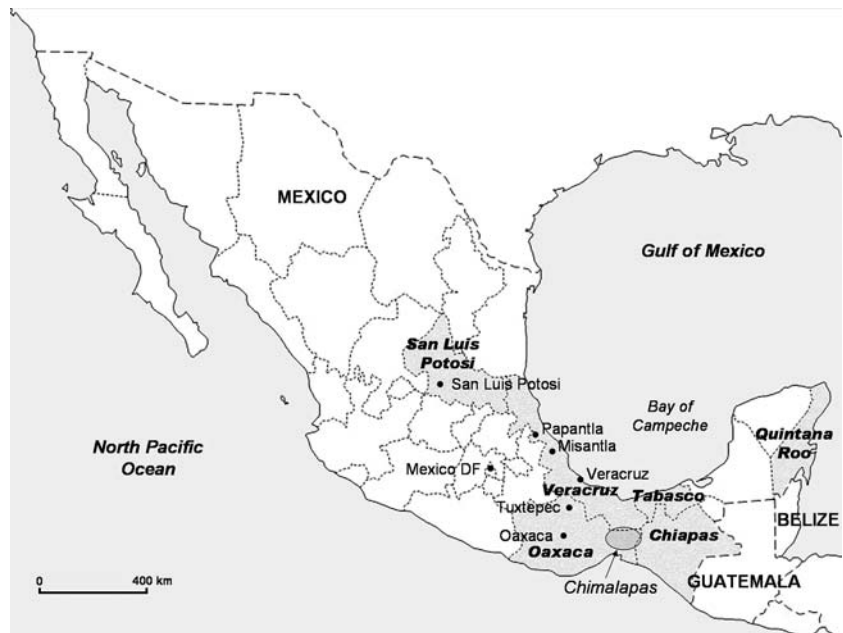 MEXICO
Gulf of Mexico
San Luis
Potosi
San Luis Potosi
Bay of
Campeche
Papantla
Misantla
Quintana
Roo
North Pacific
Ocean
Mexico DF
Veracruz
Veracruz
Tabasco
Tuxtepec
BELIZE
Oaxaca
Chiapas
Oaxaca
Chimalapas
GUATEMALA
0
400 km